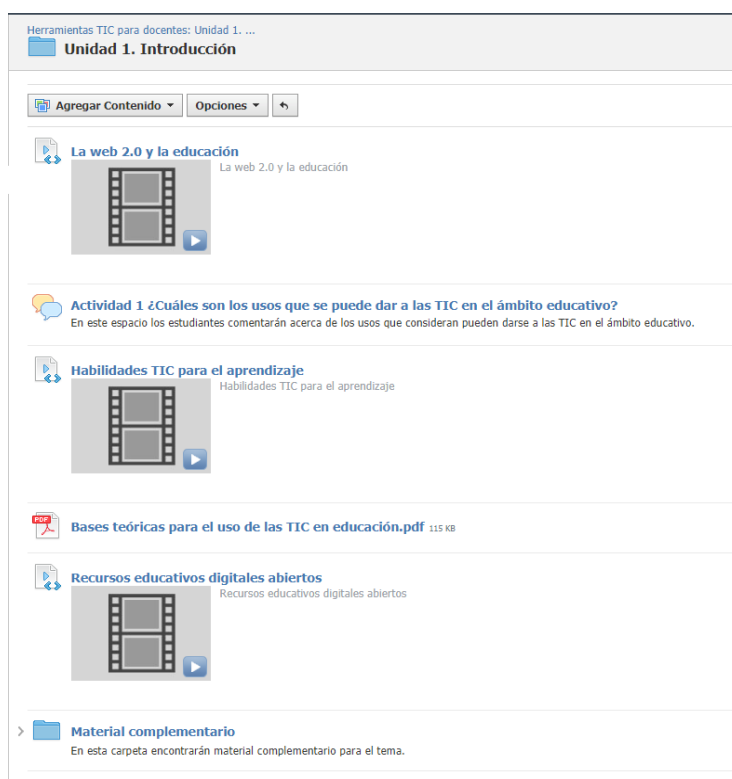 Herramientas TIC para docentes: Unidad 1. ...
Unidad 1. Introducción
Agregar Contenido
Opciones
La web 2.0 y la educación
La web 2.0 y la educación
Actividad 1 ¿Cuáles son los usos que se puede dar a las TIC en el ámbito educativo?
En este espacio los estudiantes comentarán acerca de los usos que consideran pueden darse a las TIC en el ámbito educativo.
Habilidades TIC para el aprendizaje
Habilidades TIC para el aprendizaje
PDF
Bases teóricas para el uso de las TIC en educación.pdf 115 KB
Recursos educativos digitales abiertos
Recursos educativos digitales abiertos
Material complementario
En esta carpeta encontrarán material complementario para el tema.